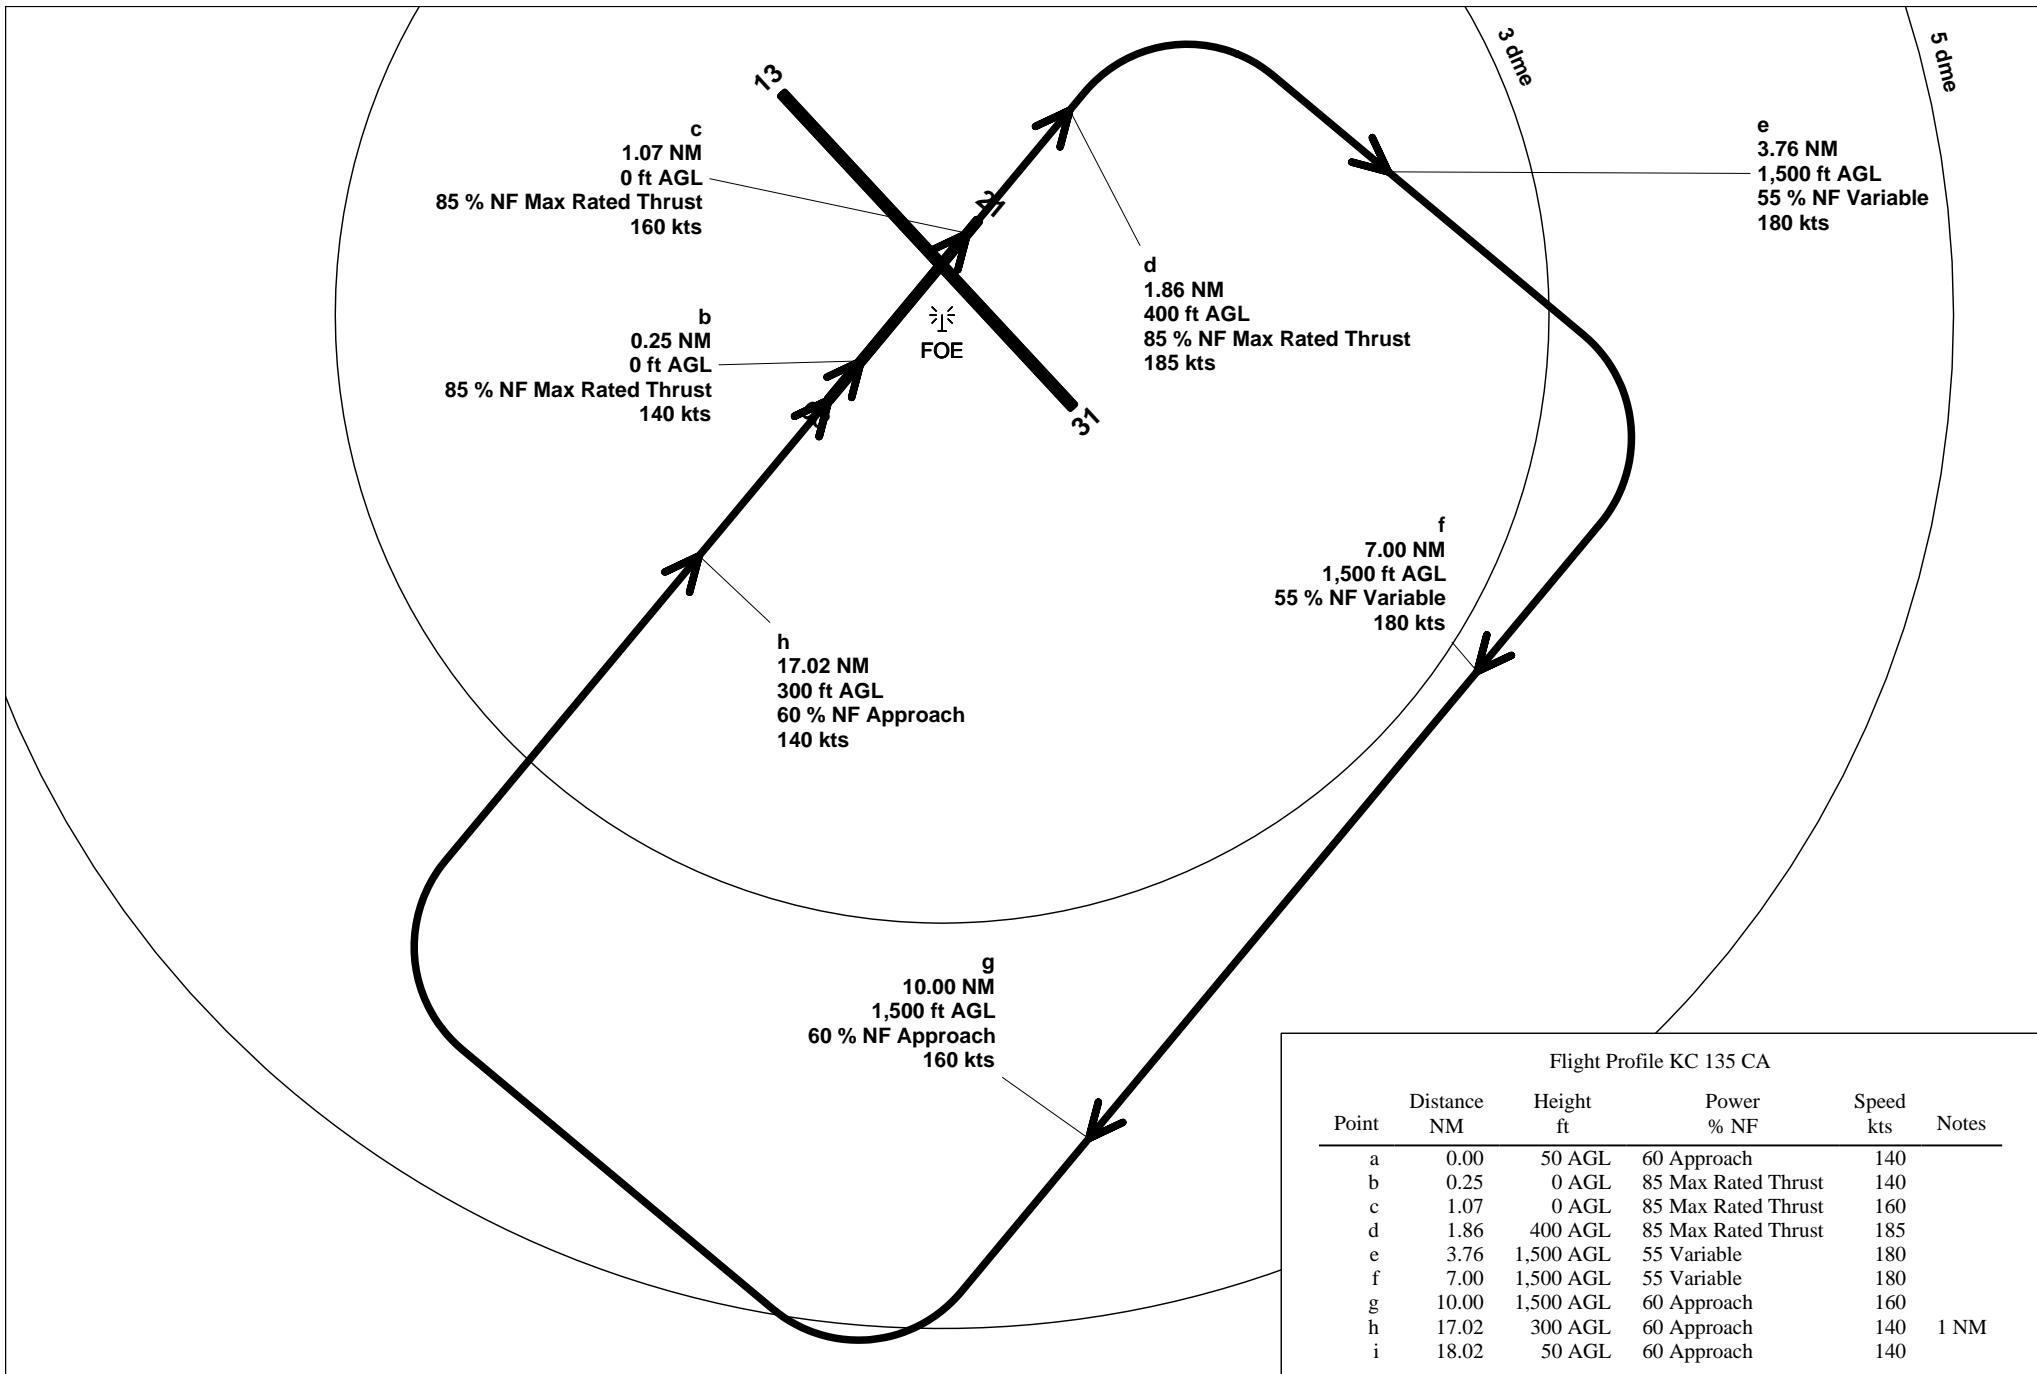 13
3 dme
5 dme
c
1.07 NM
0 ft AGL
85 % NF Max Rated Thrust
160 kts
e
3.76 NM
1,500 ft AGL
55 % NF Variable
180 kts
21
d
1.86 NM
400 ft AGL
85 % NF Max Rated Thrust
185 kts
b
0.25 NM
0 ft AGL
85 % NF Max Rated Thrust
140 kts
FOE
31
f
7.00 NM
1,500 ft AGL
55 % NF Variable
180 kts
h
17.02 NM
300 ft AGL
60 % NF Approach
140 kts
g
10.00 NM
1,500 ft AGL
60 % NF Approach
160 kts
Flight Profile KC 135 CA
Distance Height Power Speed
Point NM ft % NF kts Notes
a 0.00 50 AGL 60 Approach 140
b 0.25 0 AGL 85 Max Rated Thrust 140
c 1.07 0 AGL 85 Max Rated Thrust 160
d 1.86 400 AGL 85 Max Rated Thrust 185
e 3.76 1,500 AGL 55 Variable 180
f 7.00 1,500 AGL 55 Variable 180
g 10.00 1,500 AGL 60 Approach 160
h 17.02 300 AGL 60 Approach 140 1 NM
i 18.02 50 AGL 60 Approach 140